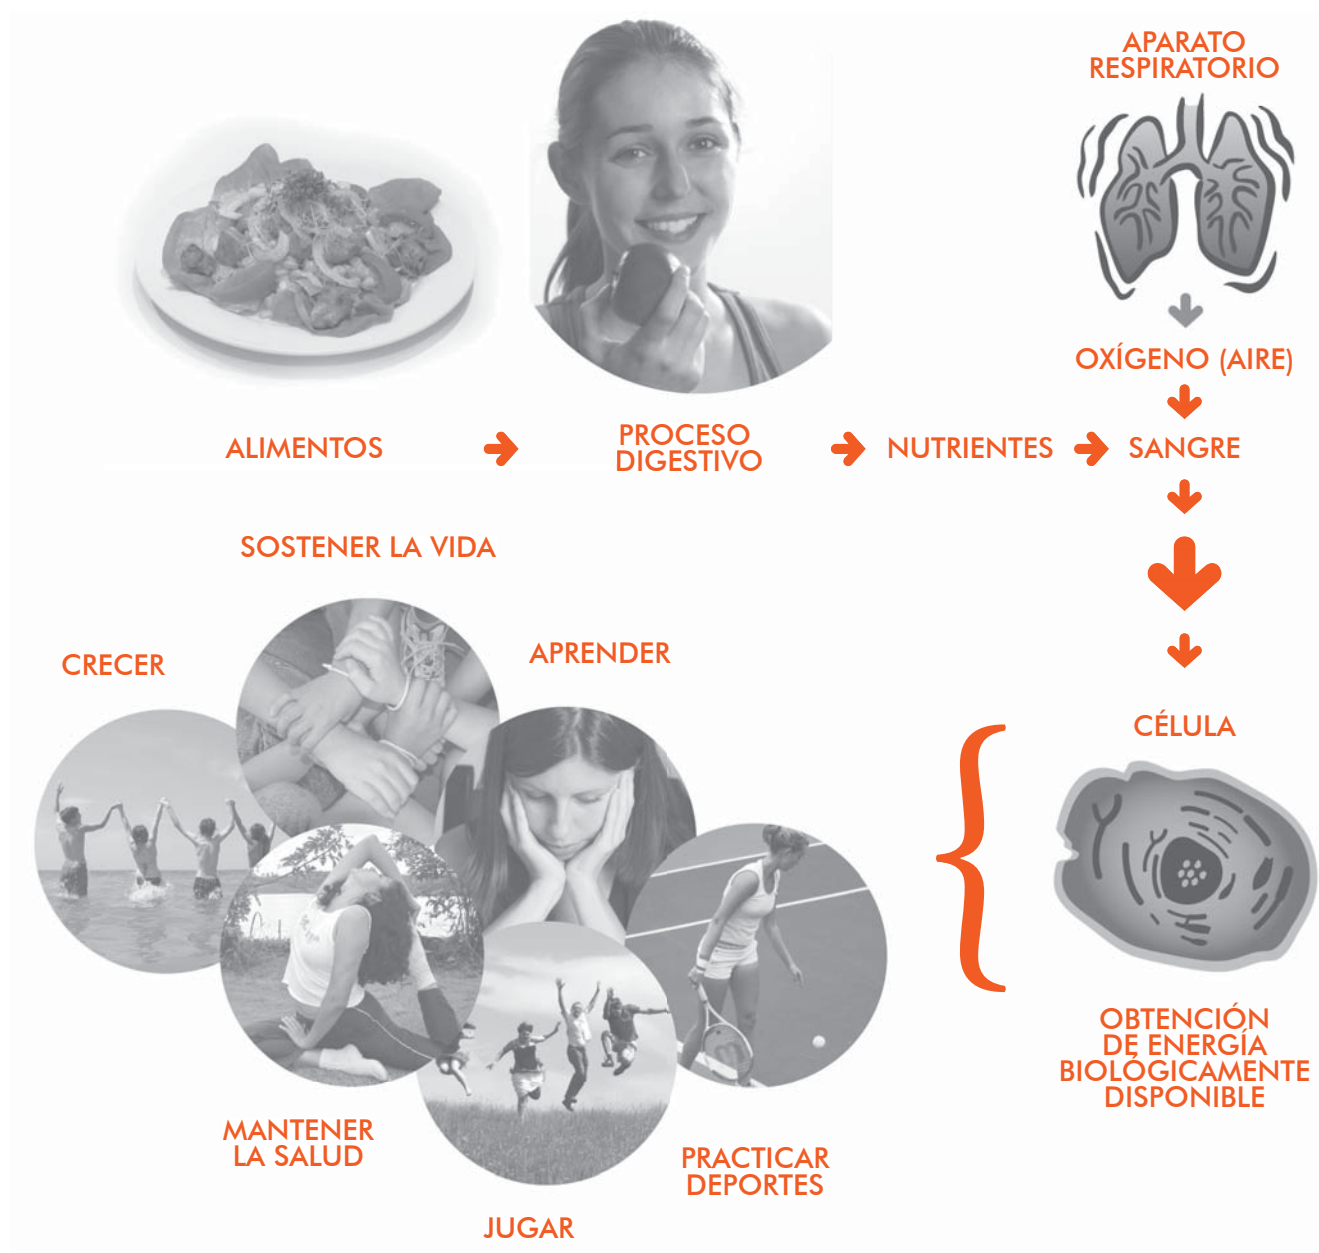 APARATO
RESPIRATORIO
OXÍGENO (AIRE)
ALIMENTOS
PROCESO
DIGESTIVO
NUTRIENTES
SANGRE
SOSTENER LA VIDA
CRECER
APRENDER
CÉLULA
OBTENCIÓN
DE ENERGÍA
BIOLÓGICAMENTE
DISPONIBLE
MANTENER
LA SALUD
PRACTICAR
DEPORTES
JUGAR